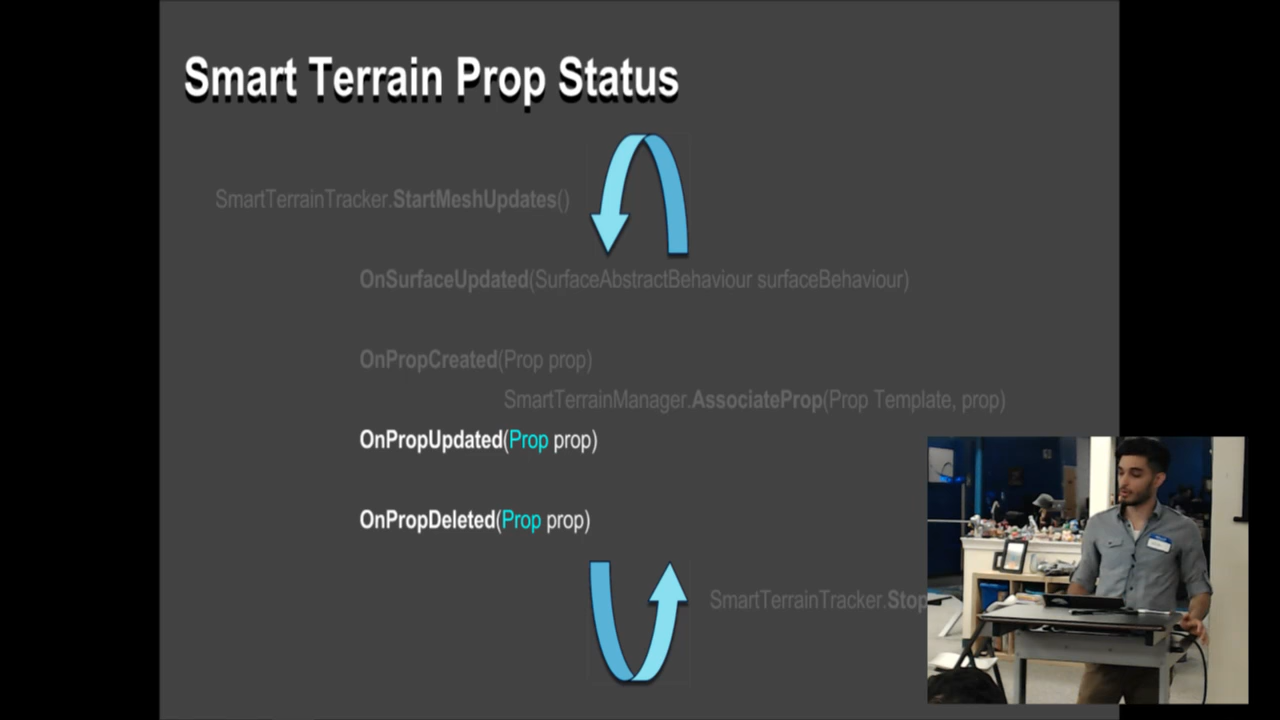 Smart Terrain Prop Status
SmartTerrainTracker.StartMeshUpdates()
OnSurfaceUpdated(SurfaceAbstractBehaviour surfaceBehaviour)
OnPropCreated(Prop prop)
SmartTerrainManager.AssociateProp(Prop Template, prop)
OnPropUpdated(Prop prop)
OnPropDeleted(Prop prop)
SmartTerrainTracker.Stop